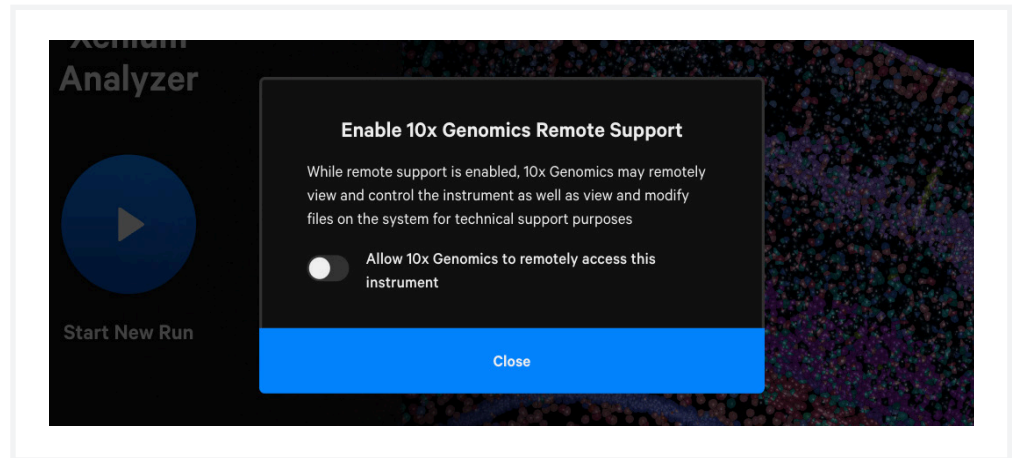 Xenium
Analyzer
Enable 10x Genomics Remote Support
While remote support is enabled, 10x Genomics may remotely
view and control the instrument as well as view and modify
files on the system for technical support purposes
Allow 10x Genomics to remotely access this
instrument
Start New Run
Close